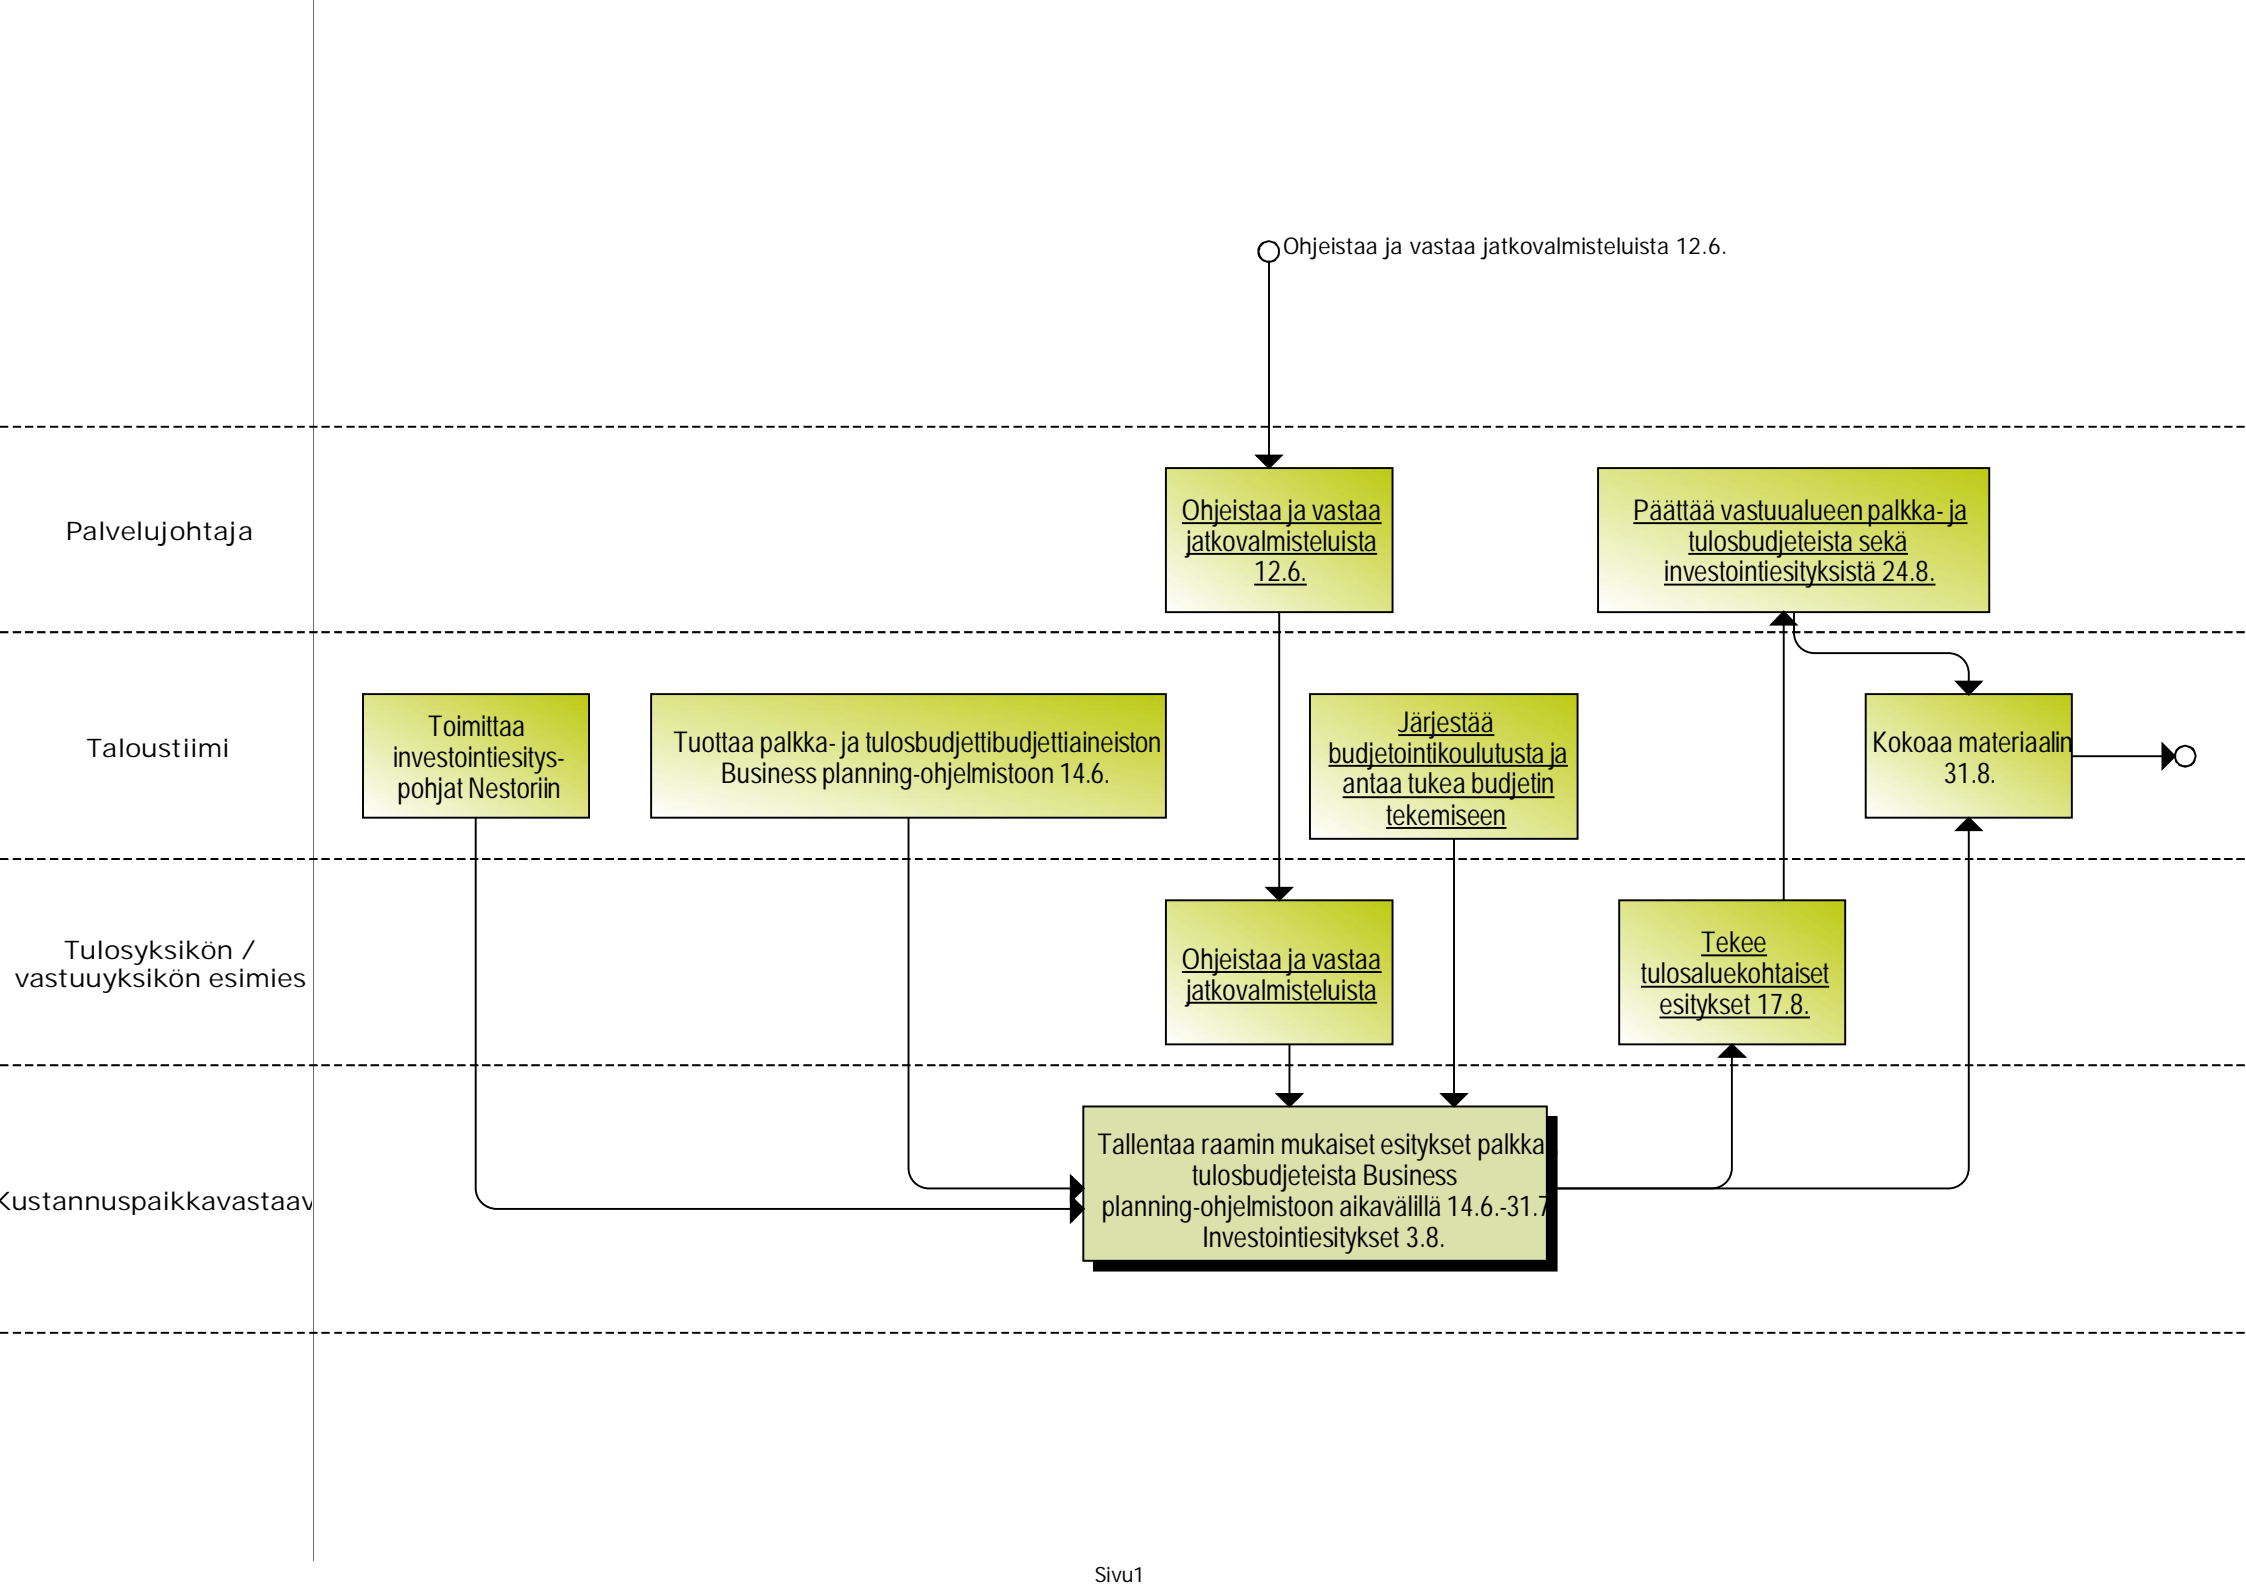 Ohjeistaa ja vastaa jatkovalmisteluista 12.6.
Palvelujohtaja
Ohjeistaa ja vastaa
jatkovalmisteluista
12.6.
Päättää vastuualueen palkka- ja
tulosbudjeteista sekä
investointiesityksistä 24.8.
Taloustiimi
Toimittaa
investointiesitys-
pohjat Nestoriin
Tuottaa palkka- ja tulosbudjettibudjettiaineiston
Business planning-ohjelmistoon 14.6.
Järjestää
budjetointikoulutusta ja
antaa tukea budjetin
tekemiseen
Kokoaa materiaalin
31.8.
Tulosyksikön /
vastuuyksikön esimies
Ohjeistaa ja vastaa
jatkovalmisteluista
Tekee
tulosaluekohtaiset
esitykset 17.8.
Kustannuspaikkavastaav
Tallentaa raamin mukaiset esitykset palkka
tulosbudjeteista Business
planning-ohjelmistoon aikavälillä 14.6.-31.7
Investointiesitykset 3.8.
Sivu1